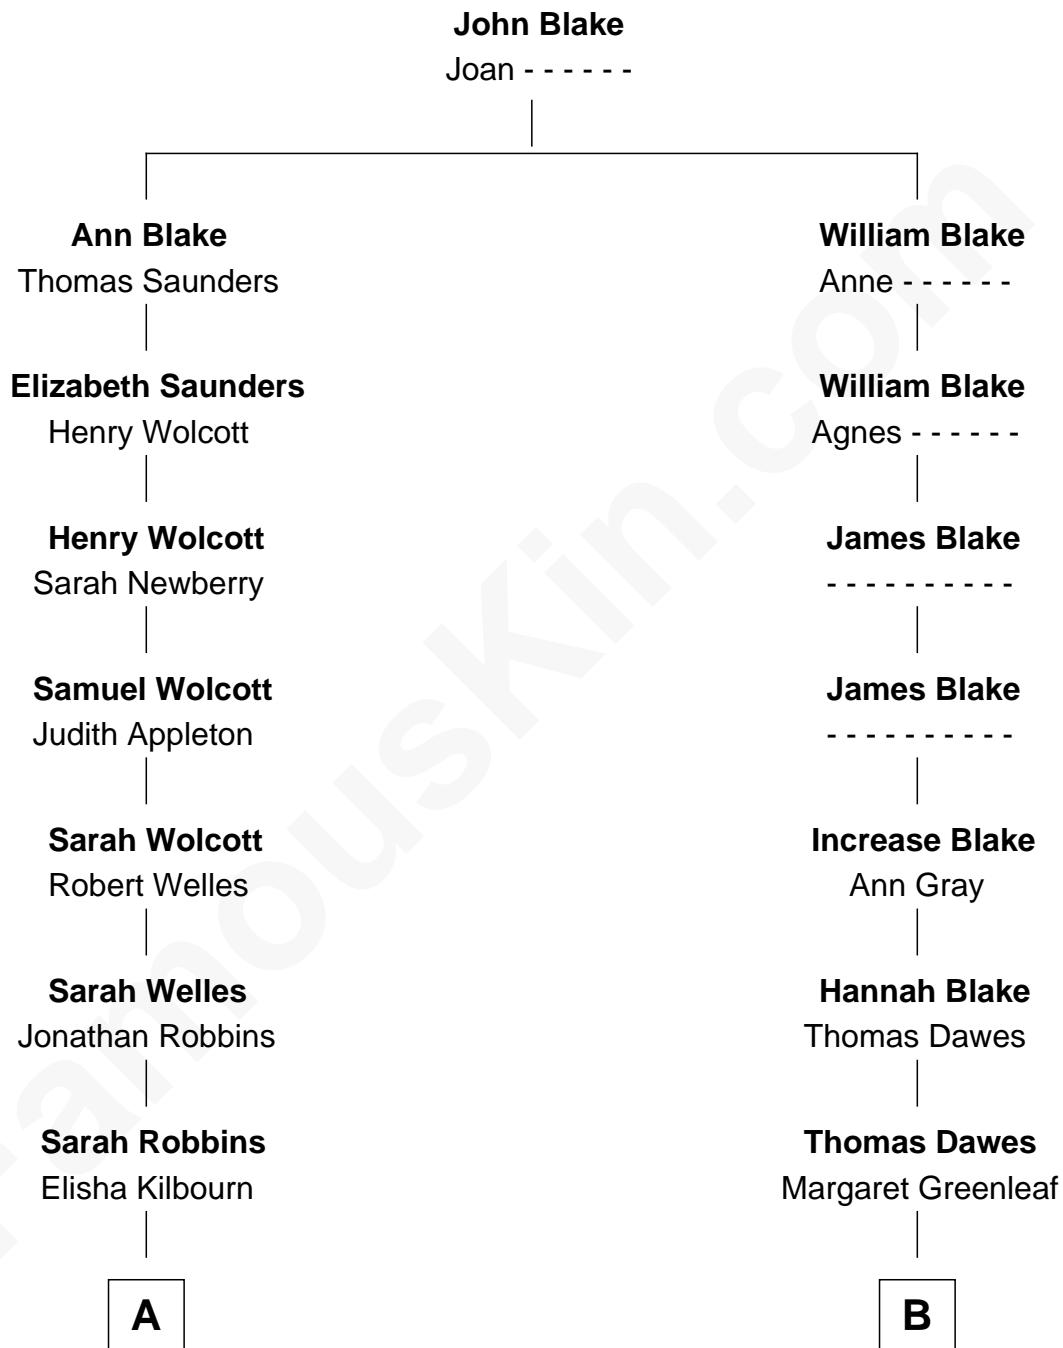 John Blake
Joan - - - - - -
Ann Blake
Thomas Saunders
William Blake
Anne - - - - - -
Elizabeth Saunders
Henry Wolcott
William Blake
Agnes - - - - - -
Henry Wolcott
Sarah Newberry
James Blake
- - - - - - - - - -
Samuel Wolcott
Judith Appleton
James Blake
- - - - - - - - - -
Sarah Wolcott
Robert Welles
Increase Blake
Ann Gray
Sarah Welles
Jonathan Robbins
Hannah Blake
Thomas Dawes
Sarah Robbins
Elisha Kilbourn
Thomas Dawes
Margaret Greenleaf
A
B
FamousKin.com